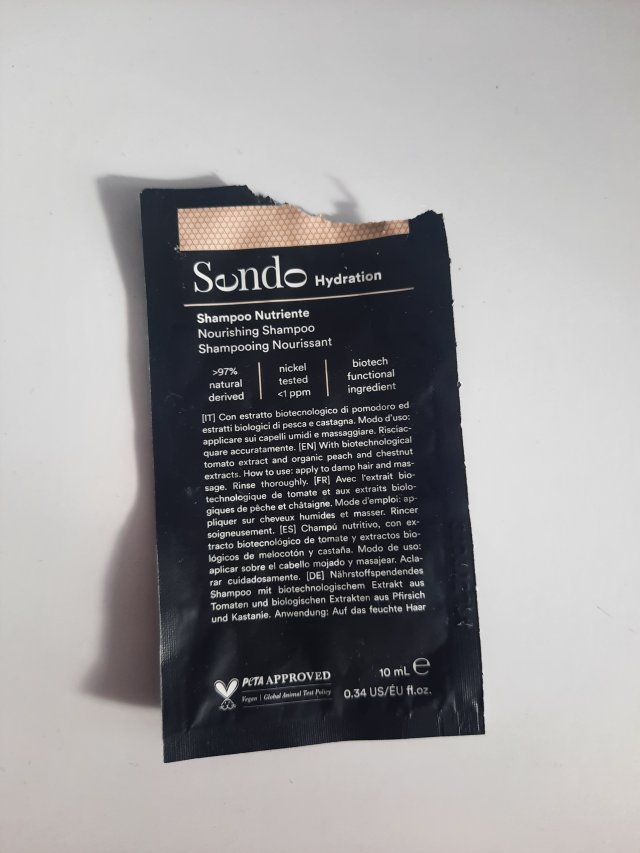 Sendo Hydration
Shampoo Nutriente
Nourishing Shampoo
Shampooing Nourissant
>97%
natural
derived
nickel
tested
<1 ppm
biotech
functional
ingredient
[IT] Con estratto biotecnologico di pomodoro ed
estratti biologici di pesca e castagna. Modo d'uso:
applicare sui capelli umidi e massaggiare. Risciac-
quare accuratamente. [EN] With biotechnological
tomato extract and organic peach and chestnut
extracts. How to use: apply to damp hair and mas-
sage. Rinse thoroughly. [FR] Avec l'extrait bio-
technologique de tomate et aux extraits biolo-
giques de pêche et châtaigne. Mode d'emploi: ap-
pliquer sur cheveux humides et masser. Rincer
soigneusement. [ES] Champú nutritivo, con ex-
tracto biotecnológico de tomate y extractos bio-
lógicos de melocotón y castaña. Modo de uso:
aplicar sobre el cabello mojado y masajear. Acla-
rar cuidadosamente. [DE] Nährstoffspendendes
Shampoo mit biotechnologischem Extrakt aus
Tomaten und biologischen Extrakten aus Pfirsich
und Kastanie. Anwendung: Auf das feuchte Haar
PETA APPROVED
Vegan | Global Animal Test Policy
10 mL ℮
0.34 US/ÉU fl.oz.